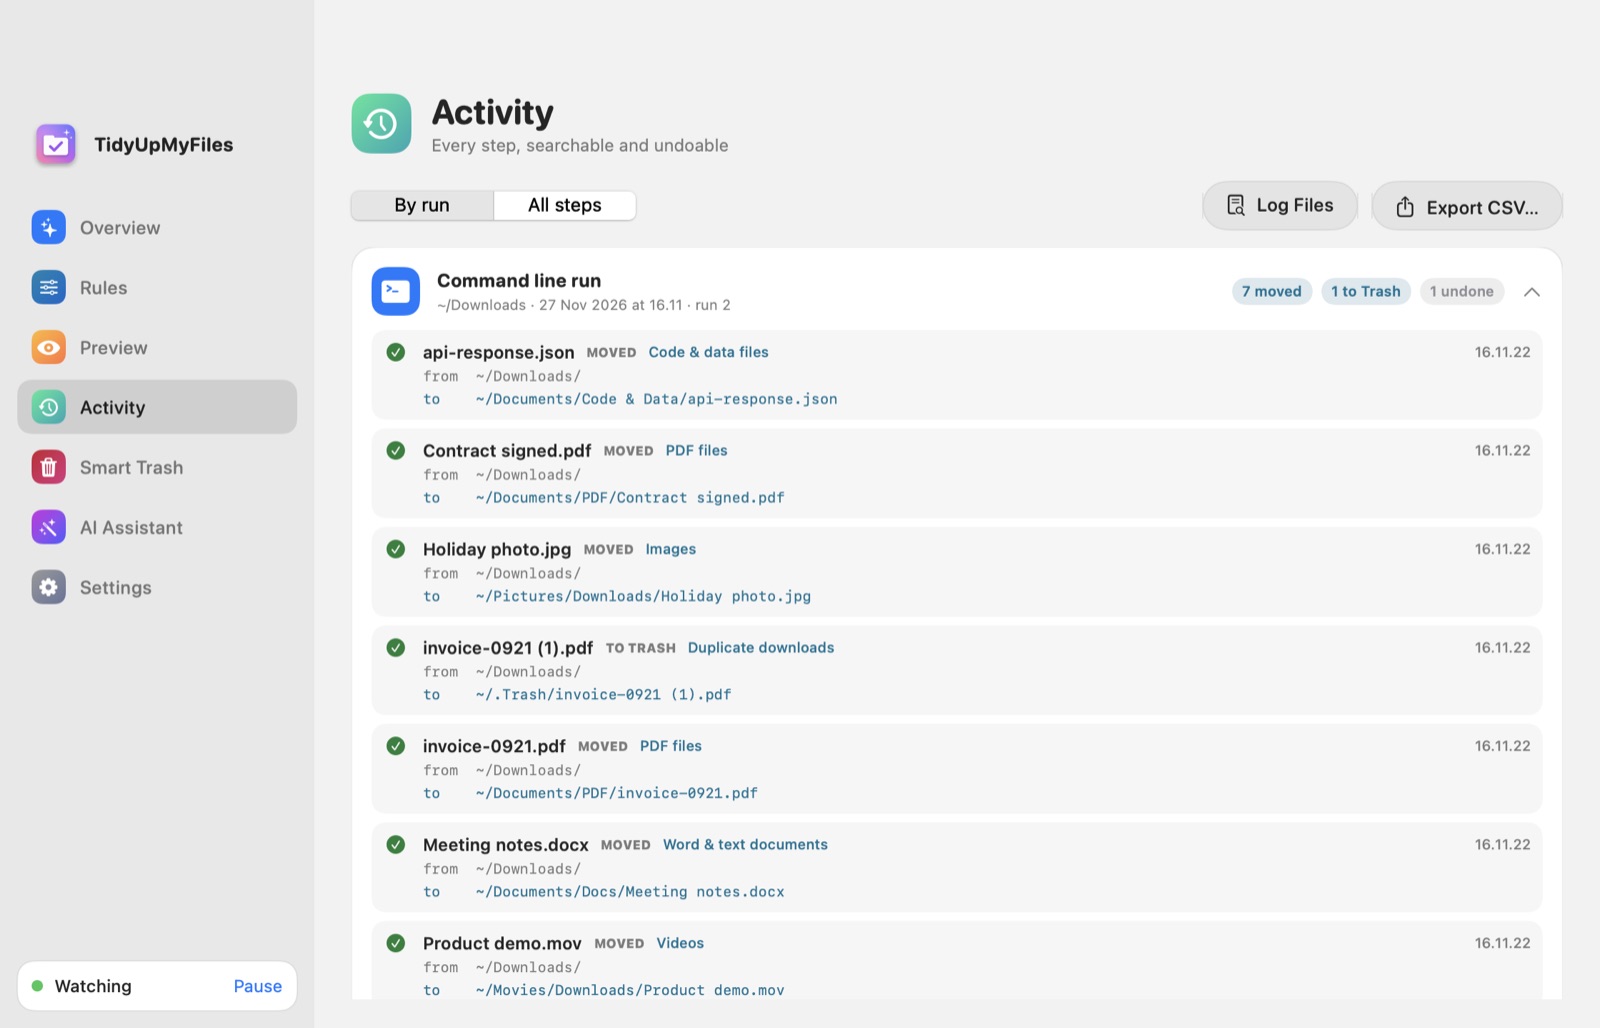 TidyUpMyFiles
Overview
Rules
Preview
Activity
Smart Trash
AI Assistant
Settings
Watching Pause
Activity
Every step, searchable and undoable
By run All steps
Log Files Export CSV...
Command line run
~/Downloads · 27 Nov 2026 at 16.11 · run 2
7 moved 1 to Trash 1 undone
api-response.json MOVED Code & data files 16.11.22
from ~/Downloads/
to ~/Documents/Code & Data/api-response.json
Contract signed.pdf MOVED PDF files 16.11.22
from ~/Downloads/
to ~/Documents/PDF/Contract signed.pdf
Holiday photo.jpg MOVED Images 16.11.22
from ~/Downloads/
to ~/Pictures/Downloads/Holiday photo.jpg
invoice-0921 (1).pdf TO TRASH Duplicate downloads 16.11.22
from ~/Downloads/
to ~/.Trash/invoice-0921 (1).pdf
invoice-0921.pdf MOVED PDF files 16.11.22
from ~/Downloads/
to ~/Documents/PDF/invoice-0921.pdf
Meeting notes.docx MOVED Word & text documents 16.11.22
from ~/Downloads/
to ~/Documents/Docs/Meeting notes.docx
Product demo.mov MOVED Videos 16.11.22
from ~/Downloads/
to ~/Movies/Downloads/Product demo.mov